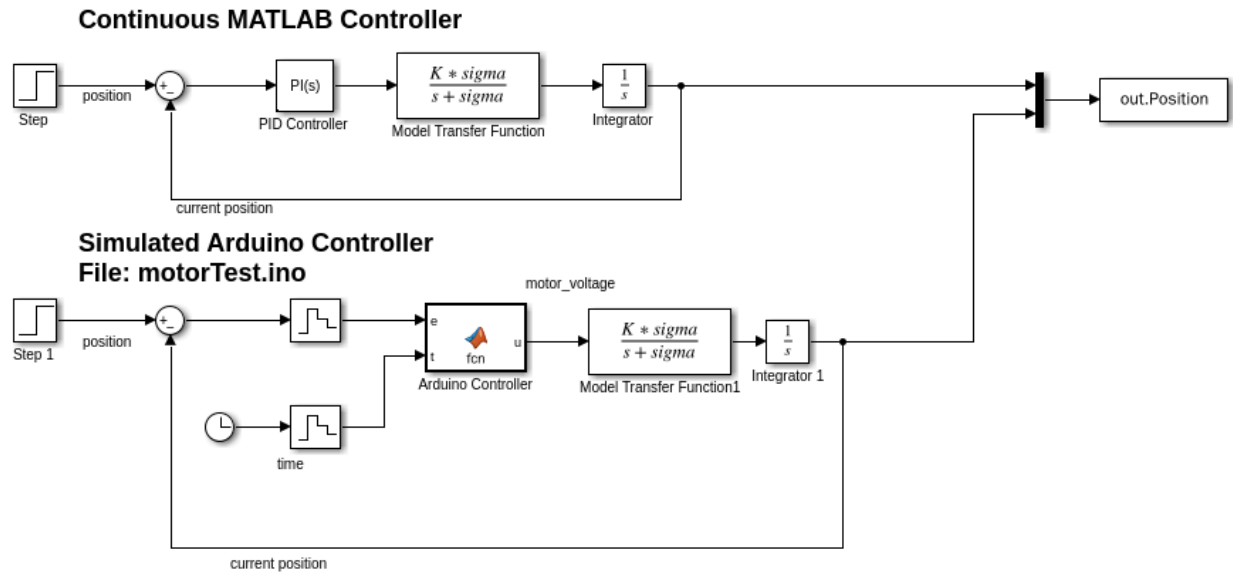 Continuous MATLAB Controller
Step
position
+
−
PI(s)
PID Controller
K * sigma
s + sigma
Model Transfer Function
1
s
Integrator
out.Position
current position
Simulated Arduino Controller
File: motorTest.ino
Step 1
position
+
−
e
t
u
fcn
Arduino Controller
motor_voltage
K * sigma
s + sigma
Model Transfer Function1
1
s
Integrator 1
time
current position